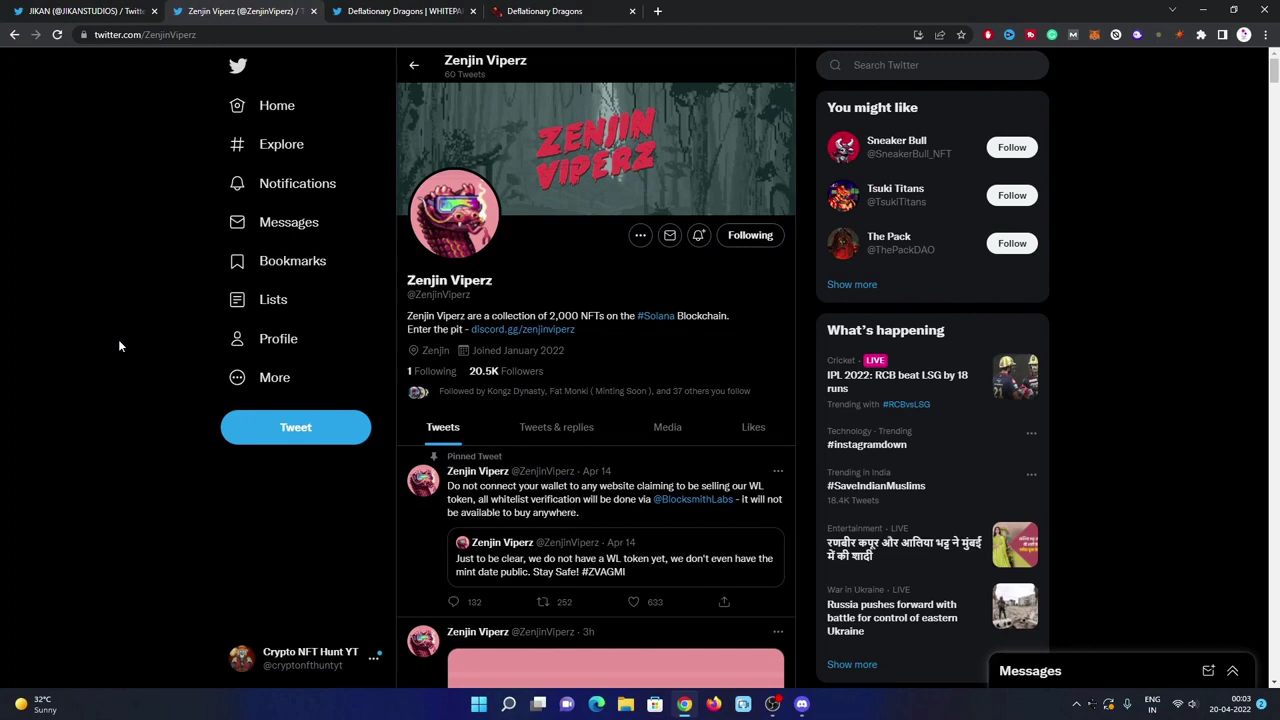 JIKAN (@JIKANSTUDIOS) / Twitter
Zenjin Viperz (@ZenjinViperz) / T
Deflationary Dragons | WHITEPAP
Deflationary Dragons
twitter.com/ZenjinViperz
Zenjin Viperz
60 Tweets
Home
Explore
Notifications
Messages
Bookmarks
Lists
Profile
More
Tweet
Crypto NFT Hunt YT
@cryptonfthuntyt
ZENJIN
VIPERZ
Following
Zenjin Viperz
@ZenjinViperz
Zenjin Viperz are a collection of 2,000 NFTs on the #Solana Blockchain.
Enter the pit - discord.gg/zenjinviperz
Zenjin Joined January 2022
1 Following 20.5K Followers
Followed by Kongz Dynasty, Fat Monki ( Minting Soon ), and 37 others you follow
Tweets Tweets & replies Media Likes
Pinned Tweet
Zenjin Viperz @ZenjinViperz · Apr 14
Do not connect your wallet to any website claiming to be selling our WL
token, all whitelist verification will be done via @BlocksmithLabs - it will not
be available to buy anywhere.
Zenjin Viperz @ZenjinViperz · Apr 14
Just to be clear, we do not have a WL token yet, we don't even have the
mint date public. Stay Safe! #ZVAGMI
132 252 633
Zenjin Viperz @ZenjinViperz · 3h
Search Twitter
You might like
Sneaker Bull
@SneakerBull_NFT
Follow
Tsuki Titans
@TsukiTitans
Follow
The Pack
@ThePackDAO
Follow
Show more
What's happening
Cricket · LIVE
IPL 2022: RCB beat LSG by 18
runs
Trending with #RCBvsLSG
Technology · Trending
#instagramdown
Trending in India
#SaveIndianMuslims
18.4K Tweets
Entertainment · LIVE
रणबीर कपूर और आलिया भट्ट ने मुंबई
में की शादी
War in Ukraine · LIVE
Russia pushes forward with
battle for control of eastern
Ukraine
Show more
Messages
32°C
Sunny
ENG
IN
00:03
20-04-2022
2